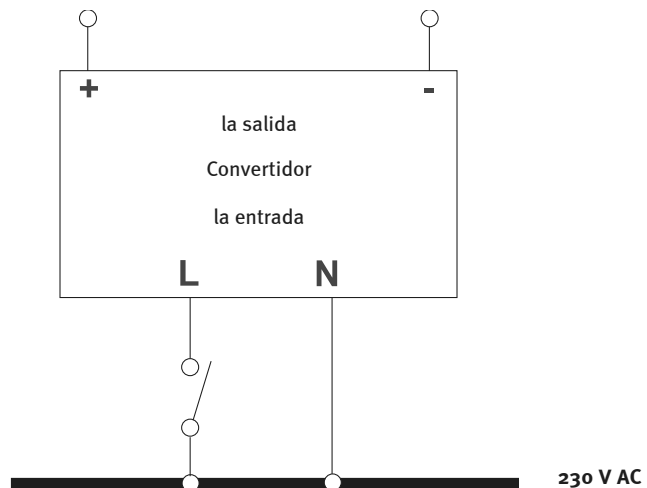 + -
la salida
Convertidor
la entrada
L N
230 V AC